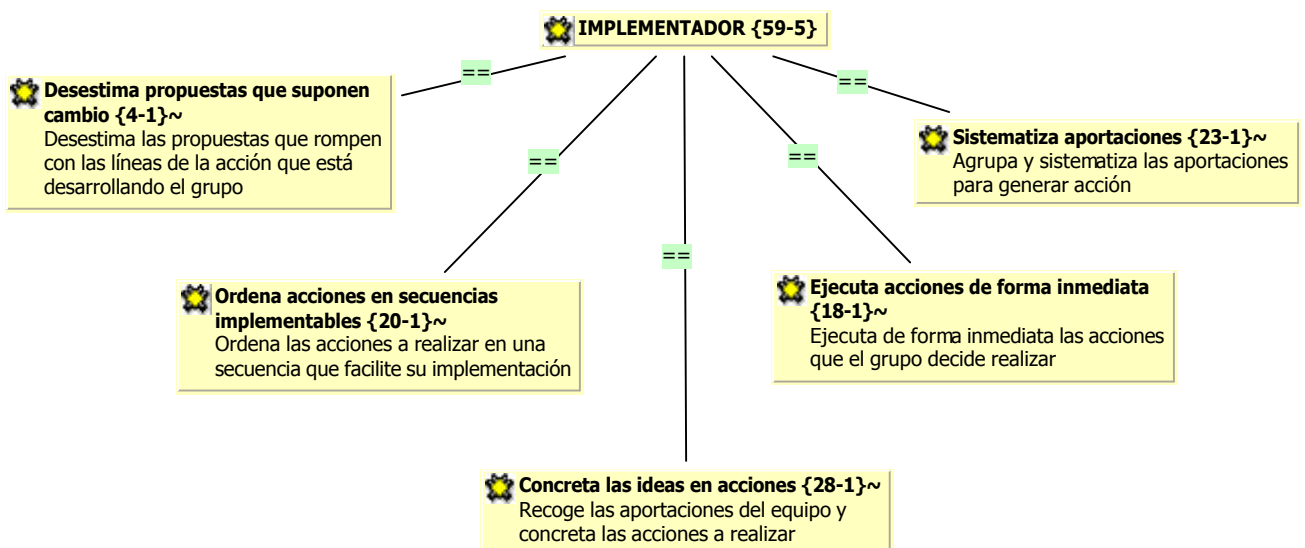 IMPLEMENTADOR {59-5}
==
==
Desestima propuestas que suponen
cambio {4-1}~
Desestima las propuestas que rompen
con las líneas de la acción que está
desarrollando el grupo
Sistematiza aportaciones {23-1}~
Agrupa y sistematiza las aportaciones
para generar acción
==
==
==
Ordena acciones en secuencias
implementables {20-1}~
Ordena las acciones a realizar en una
secuencia que facilite su implementación
Ejecuta acciones de forma inmediata
{18-1}~
Ejecuta de forma inmediata las acciones
que el grupo decide realizar
Concreta las ideas en acciones {28-1}~
Recoge las aportaciones del equipo y
concreta las acciones a realizar